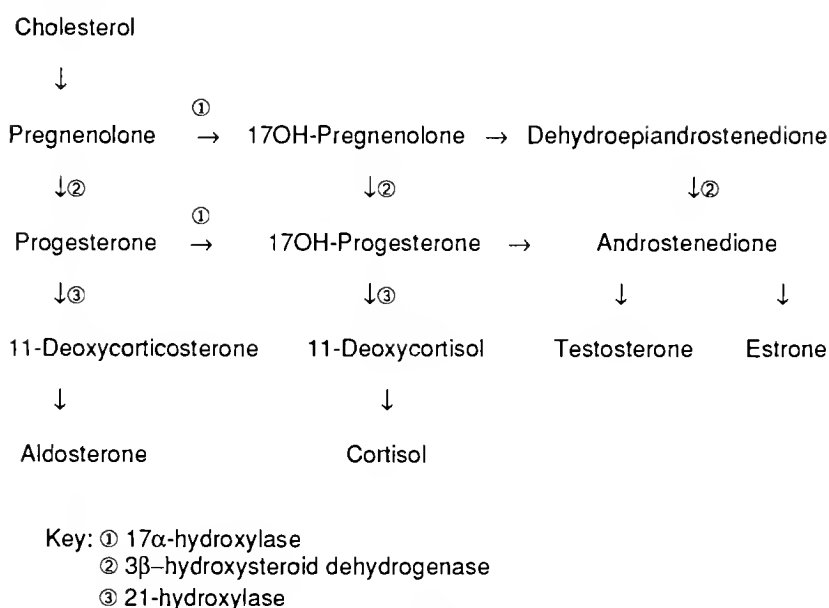 Cholesterol
↓
①
Pregnenolone → 17OH-Pregnenolone → Dehydroepiandrostenedione
↓② ↓② ↓②
①
Progesterone → 17OH-Progesterone → Androstenedione
↓③ ↓③ ↓ ↓
11-Deoxycorticosterone 11-Deoxycortisol Testosterone Estrone
↓ ↓
Aldosterone Cortisol
Key: ① 17α-hydroxylase
② 3β–hydroxysteroid dehydrogenase
③ 21-hydroxylase